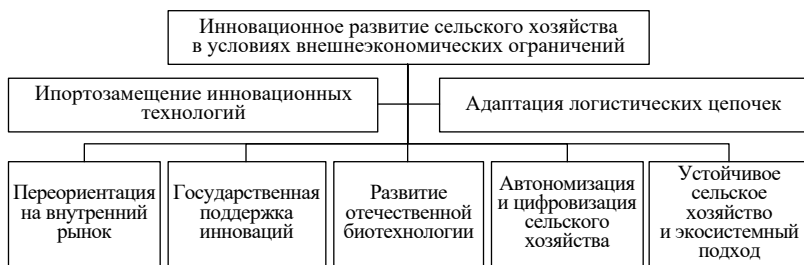 Инновационное развитие сельского хозяйства
в условиях внешнеэкономических ограничений
Ипортозамещение инновационных
технологий
Адаптация логистических цепочек
Переориентация
на внутренний
рынок
Государственная
поддержка
инноваций
Развитие
отечественной
биотехнологии
Автономизация
и цифровизация
сельского
хозяйства
Устойчивое
сельское
хозяйство
и экосистемный
подход